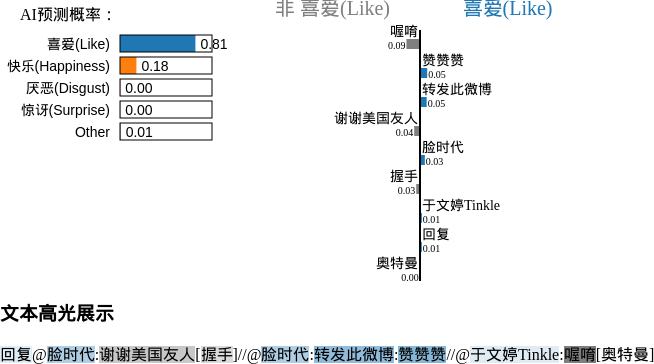 AI预测概率：
喜爱(Like) 0.81
快乐(Happiness) 0.18
厌恶(Disgust) 0.00
惊讶(Surprise) 0.00
Other 0.01
非 喜爱(Like) 喜爱(Like)
喔唷
0.09
赞赞赞
0.05
转发此微博
0.05
谢谢美国友人
0.04
脸时代
0.03
握手
0.03
于文婷Tinkle
0.01
回复
0.01
奥特曼
0.00
文本高光展示
回复@脸时代:谢谢美国友人[握手]//@脸时代:转发此微博:赞赞赞//@于文婷Tinkle:喔唷[奥特曼]